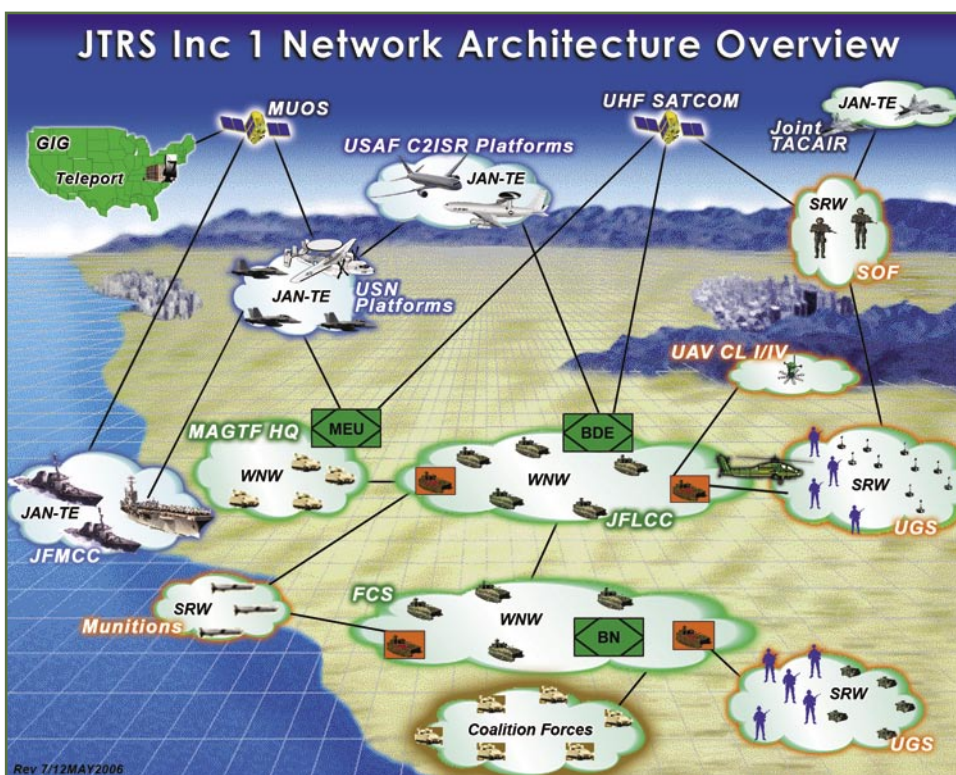 JTRS Inc 1 Network Architecture Overview
MUOS
UHF SATCOM
JAN-TE
Joint
TACAIR
GIG
Teleport
USAF C2ISR Platforms
JAN-TE
SRW
SOF
JAN-TE
USN
Platforms
UAV CL I/IV
MEU
BDE
MAGTF HQ
WNW
WNW
JFLCC
SRW
UGS
JAN-TE
JFMCC
SRW
Munitions
FCS
WNW
BN
SRW
UGS
Coalition Forces
Rev 7/12MAY2006